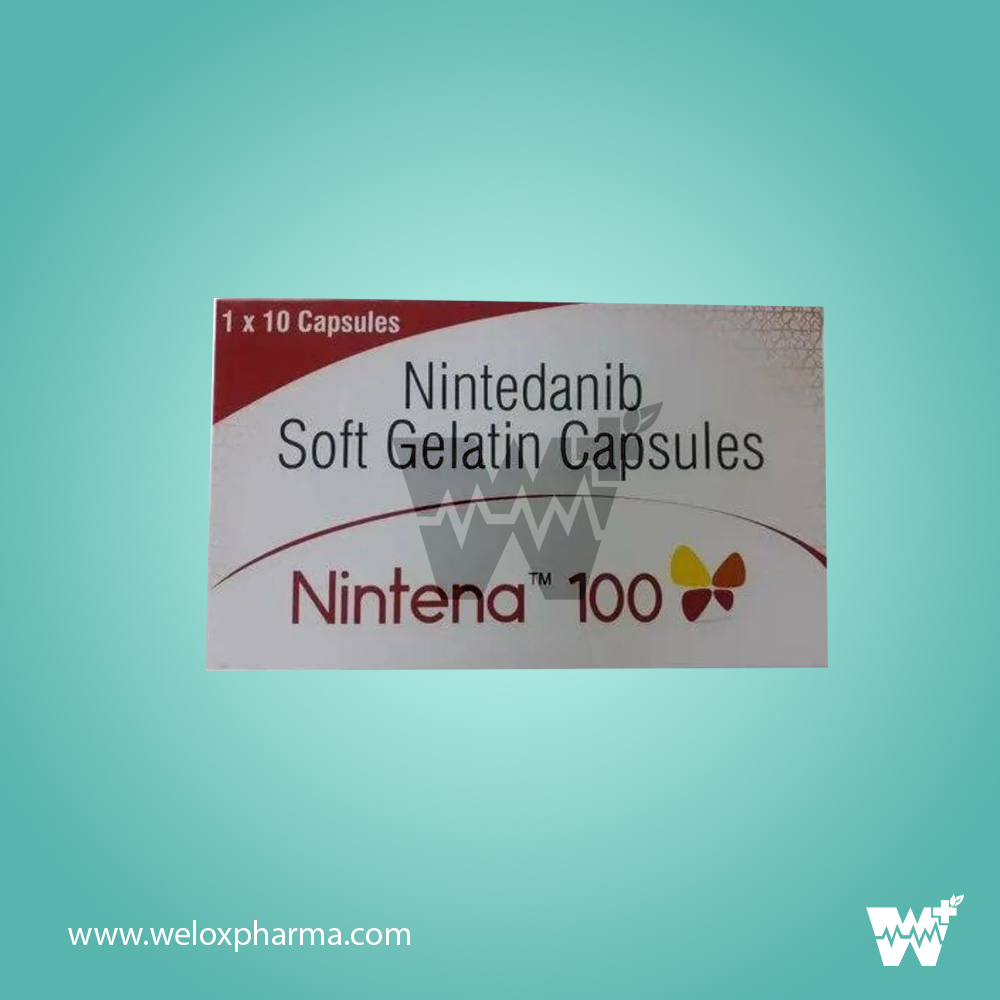 1 x 10 Capsules
Nintedanib
Soft Gelatin Capsules
Nintena™ 100
www.weloxpharma.com